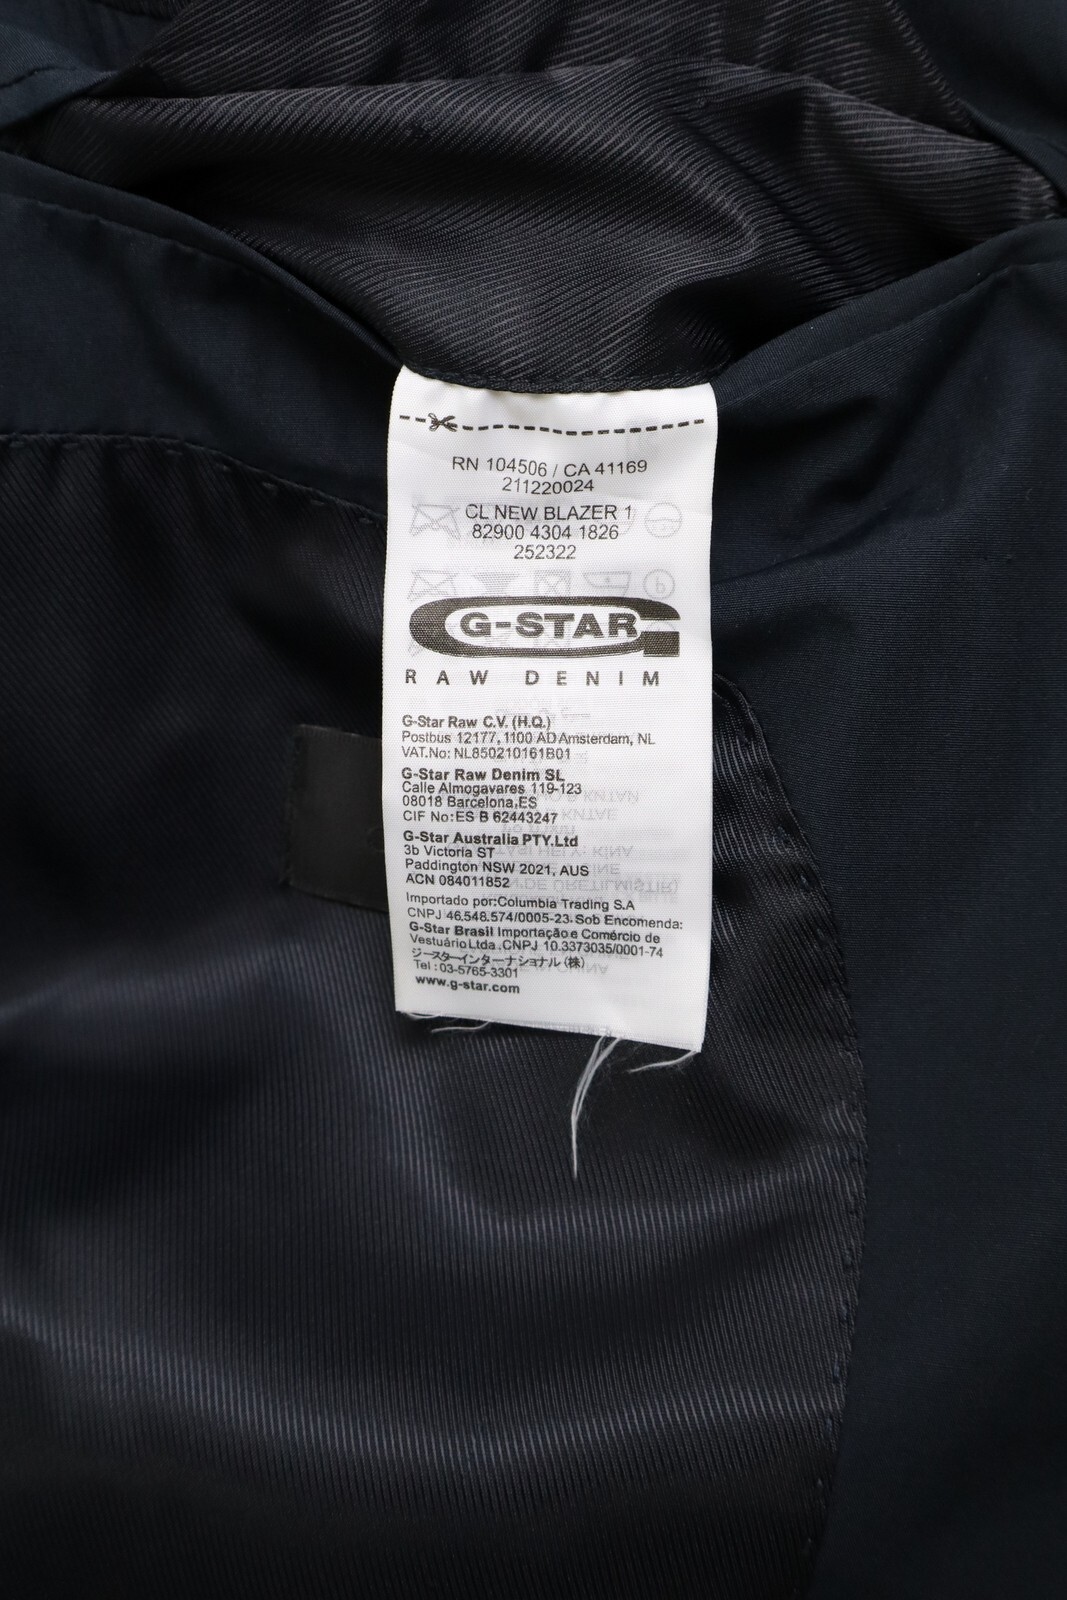 RN 104506 / CA 41169
211220024
CL NEW BLAZER 1
82900 4304 1826
252322
G-STAR
RAW DENIM
G-Star Raw C.V. (H.Q.)
Postbus 12177, 1100 AD Amsterdam, NL
VAT.No: NL850210161B01
G-Star Raw Denim SL
Calle Almogavares 119-123
08018 Barcelona,ES
CIF No: ES B 62443247
G-Star Australia PTY.Ltd
3b Victoria ST
Paddington NSW 2021, AUS
ACN 084011852
Importado por:Columbia Trading S.A
CNPJ 46.548.574/0005-23. Sob Encomenda:
G-Star Brasil Importação e Comércio de
Vestuário Ltda .CNPJ 10.3373035/0001-74
ジースターインターナショナル (株)
Tel : 03-5765-3301
www.g-star.com